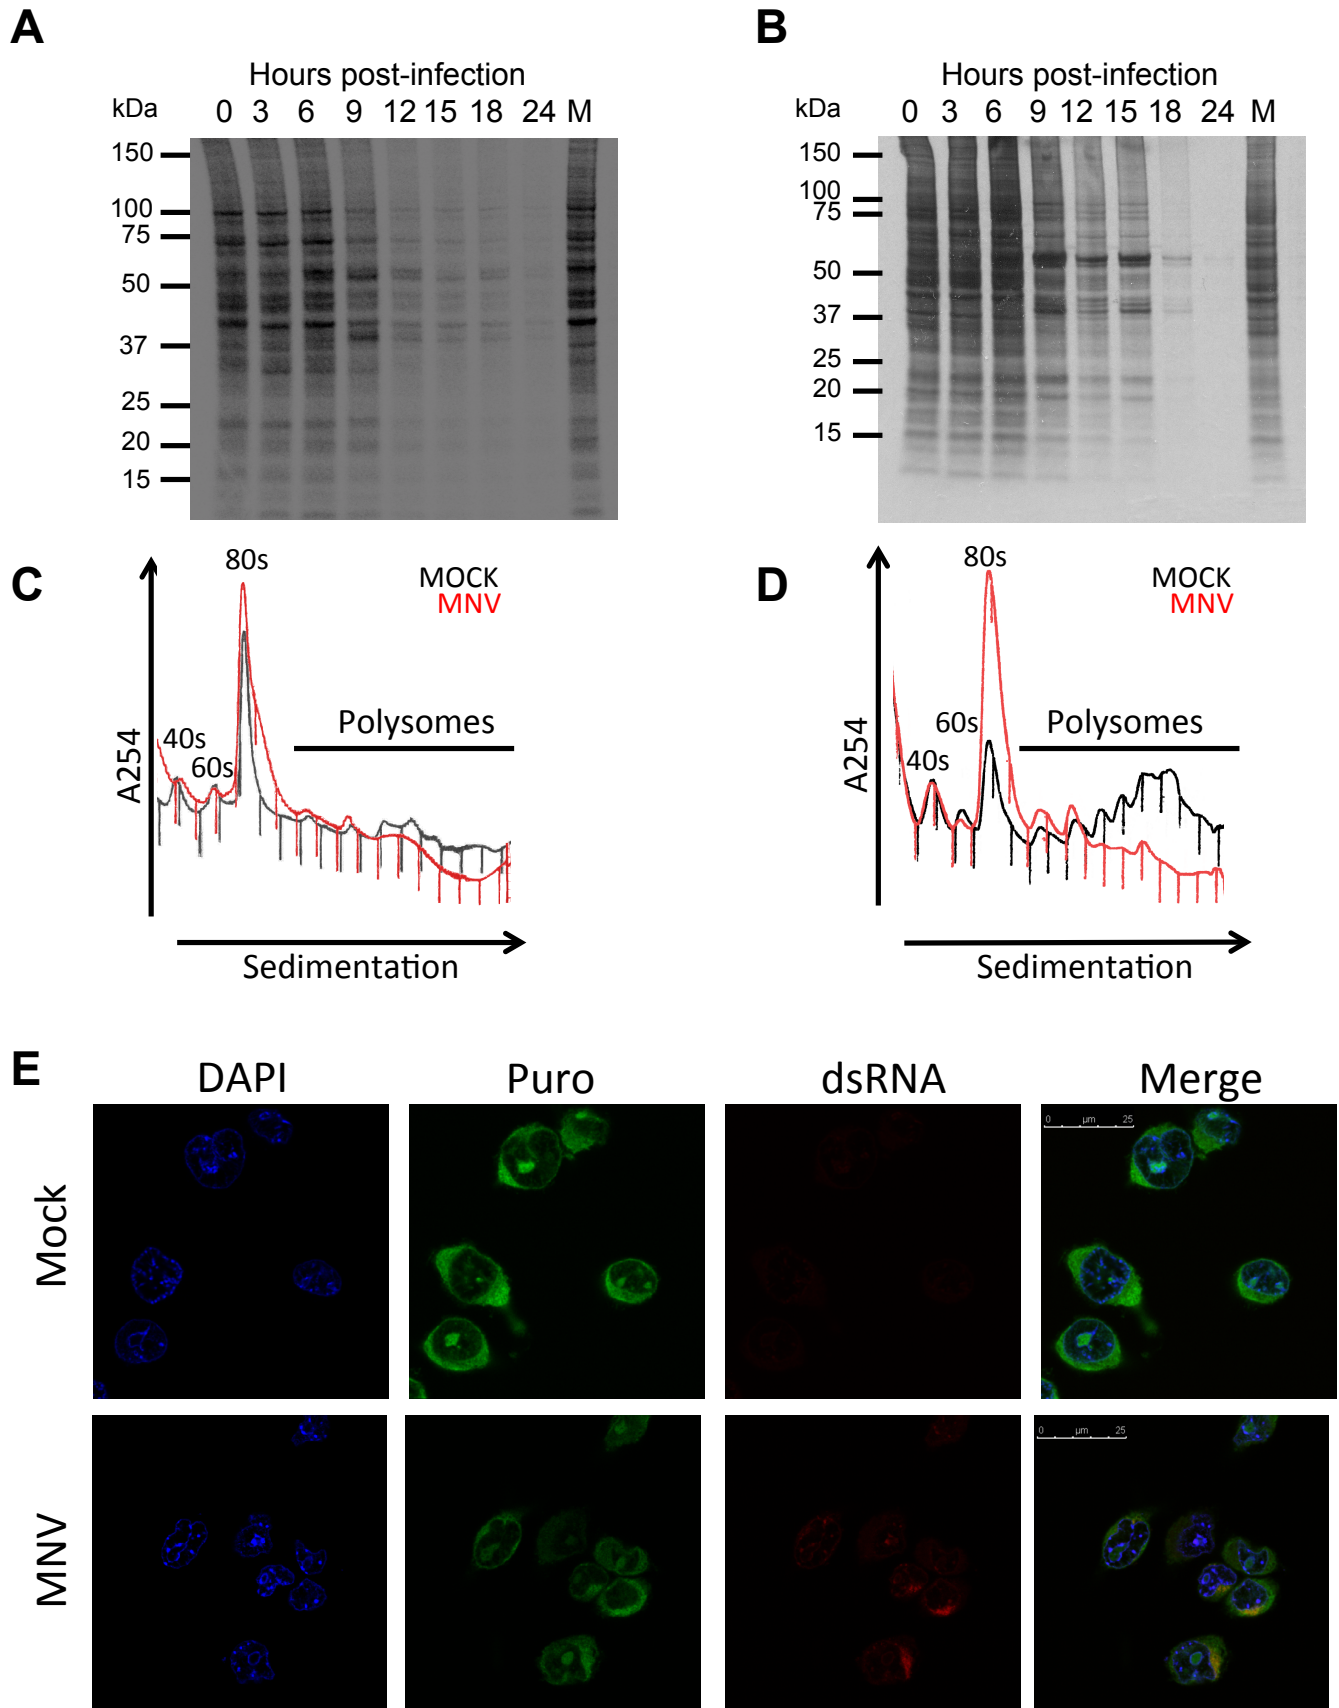 A
Hours post-infection
kDa 0 3 6 9 12 15 18 24 M
150
100
75
50
37
25
20
15
B
Hours post-infection
kDa 0 3 6 9 12 15 18 24 M
150
100
75
50
37
25
20
15
C
80s
MOCK
MNV
Polysomes
40s
60s
A254
Sedimentation
D
80s
MOCK
MNV
60s
Polysomes
40s
A254
Sedimentation
E
DAPI Puro dsRNA Merge
Mock
0 µm 25
MNV
0 µm 25